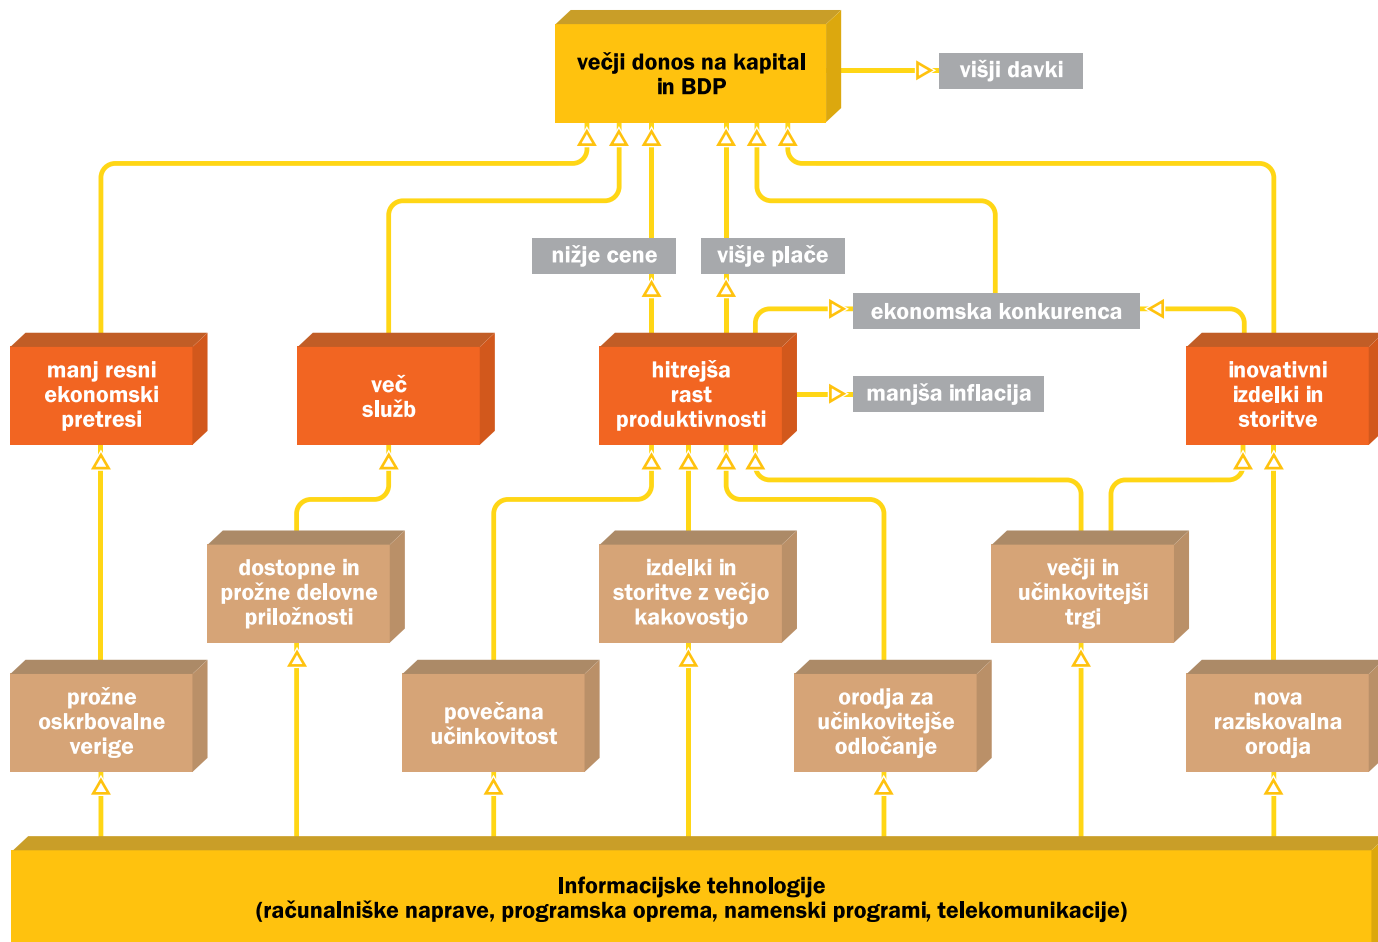 večji donos na kapital
in BDP
višji davki
nižje cene
višje plače
ekonomska konkurenca
manj resni
ekonomski
pretresi
več
služb
hitrejša
rast
produktivnosti
manjša inflacija
inovativni
izdelki in
storitve
dostopne in
prožne delovne
priložnosti
izdelki in
storitve z večjo
kakovostjo
večji in
učinkovitejši
trgi
prožne
oskrbovalne
verige
povečana
učinkovitost
orodja za
učinkovitejše
odločanje
nova
raziskovalna
orodja
Informacijske tehnologije
(računalniške naprave, programska oprema, namenski programi, telekomunikacije)